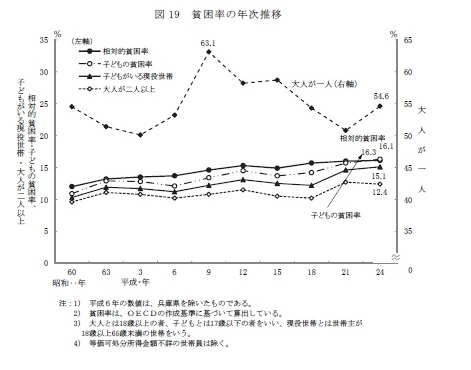 図 19　貧困率の年次推移
%
%
35
30
25
20
15
10
5
0
65
60
55
50
45
40
35
0
(左軸)
相対的貧困率
子どもの貧困率
子どもがいる現役世帯
大人が二人以上
63.1
大人が一人(右軸)
54.6
相対的貧困率
16.1
16.3
15.1
12.4
子どもの貧困率
相対的貧困率・子どもの貧困率、
子どもがいる現役世帯・大人が二人以上
大人が一人
60
63
3
6
9
12
15
18
21
24
昭和・・年
平成・年
注：1)　平成６年の数値は、兵庫県を除いたものである。
2)　貧困率は、ＯＥＣＤの作成基準に基づいて算出している。
3)　大人とは18歳以上の者、子どもとは17歳以下の者をいい、現役世帯とは世帯主が
18歳以上65歳未満の世帯をいう。
4)　等価可処分所得金額不詳の世帯員は除く。